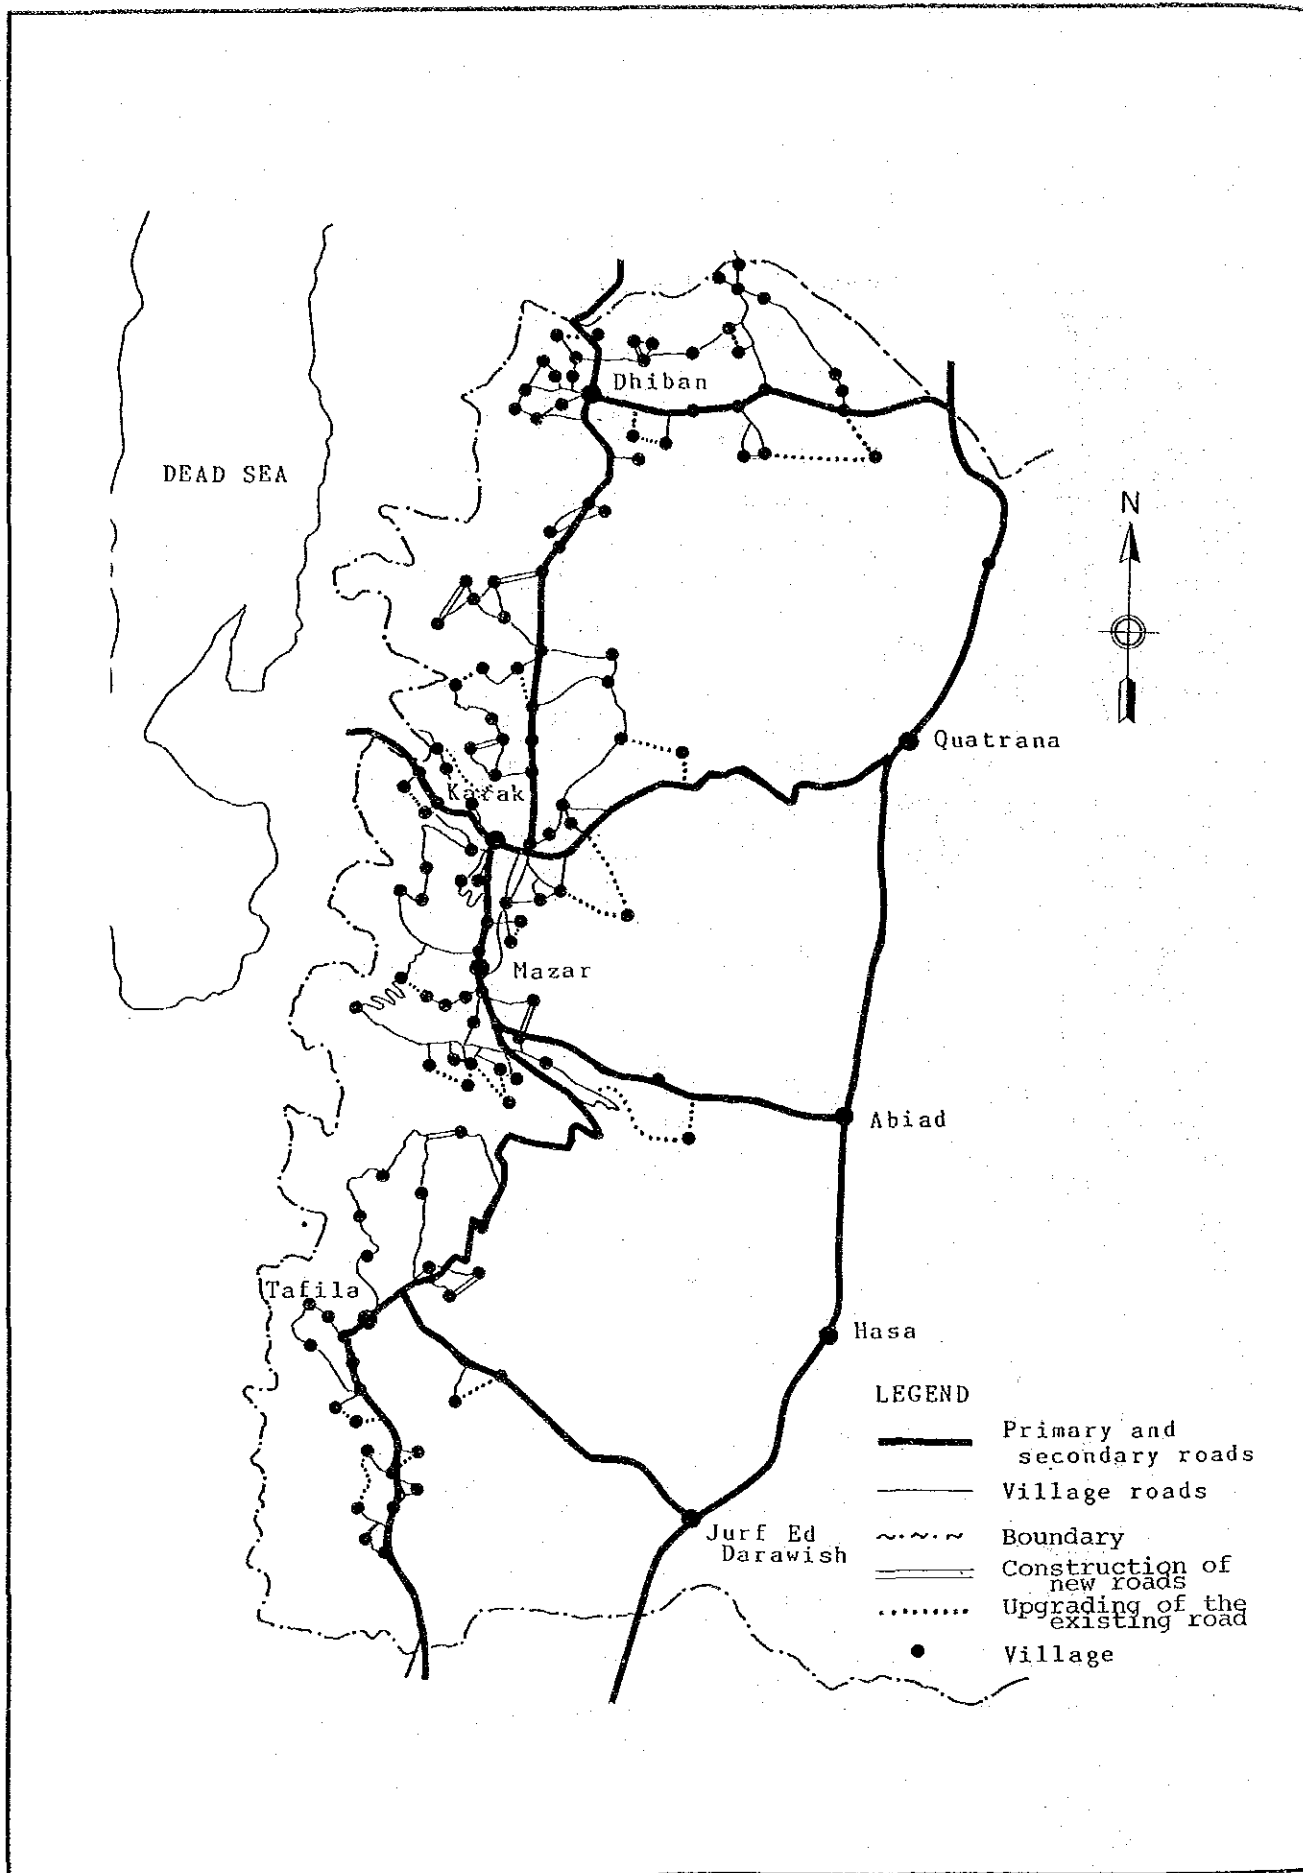 Dhiban
DEAD SEA
N
Quatrana
Karak
Mazar
Abiad
Tafila
Hasa
LEGEND
Primary and
secondary roads
Village roads
Jurf Ed
Darawish
Boundary
Construction of
new roads
Upgrading of the
existing road
Village